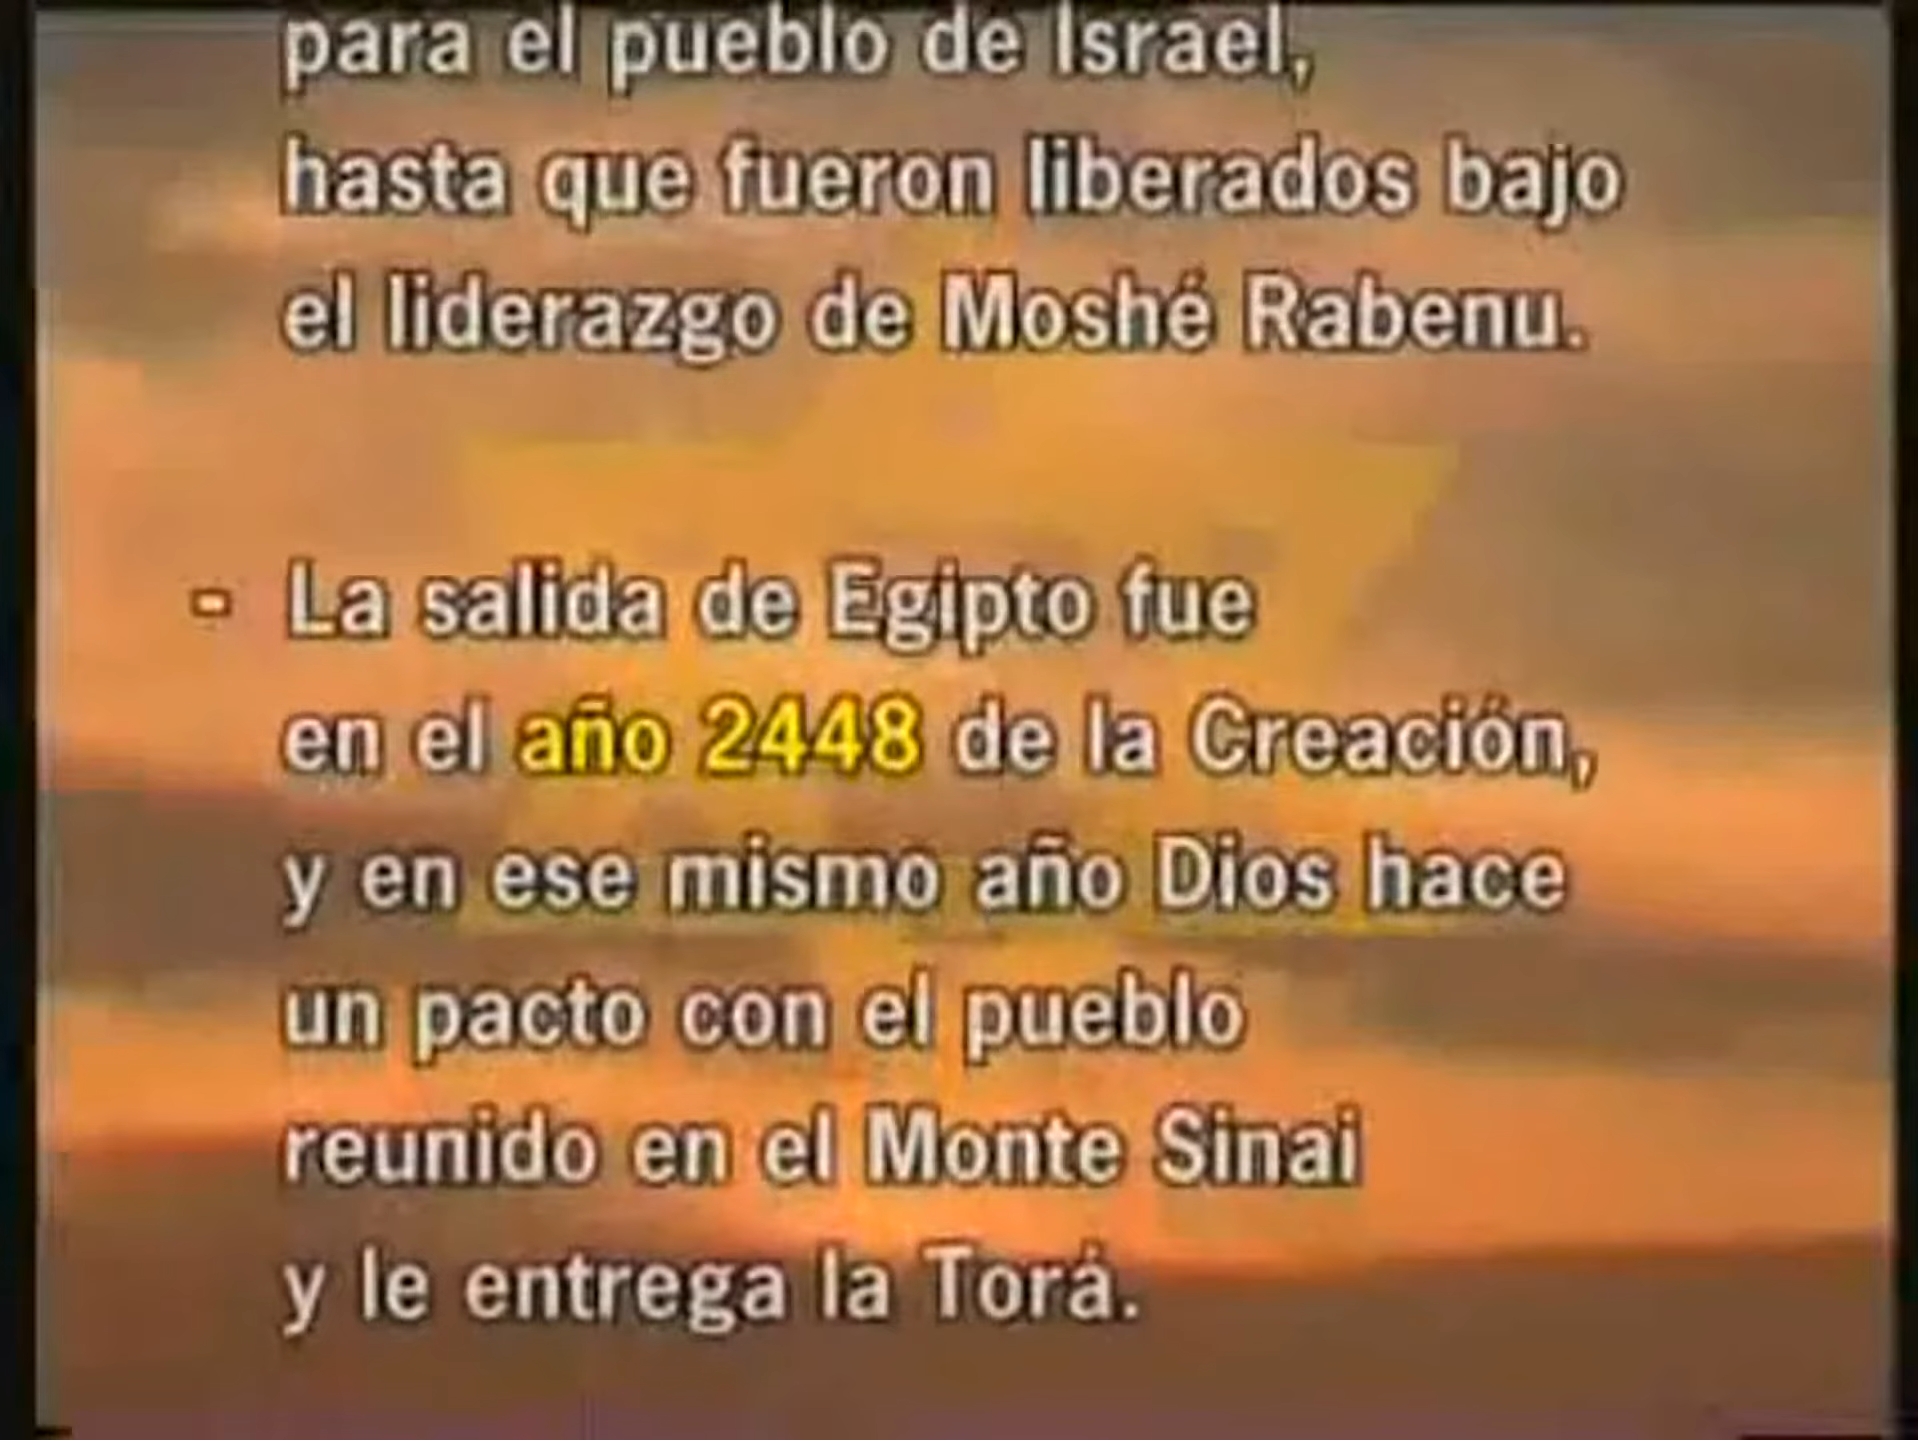 para el pueblo de Israel,
hasta que fueron liberados bajo
el liderazgo de Moshé Rabenu.
- La salida de Egipto fue
en el año 2448 de la Creación,
y en ese mismo año Dios hace
un pacto con el pueblo
reunido en el Monte Sinai
y le entrega la Torá.